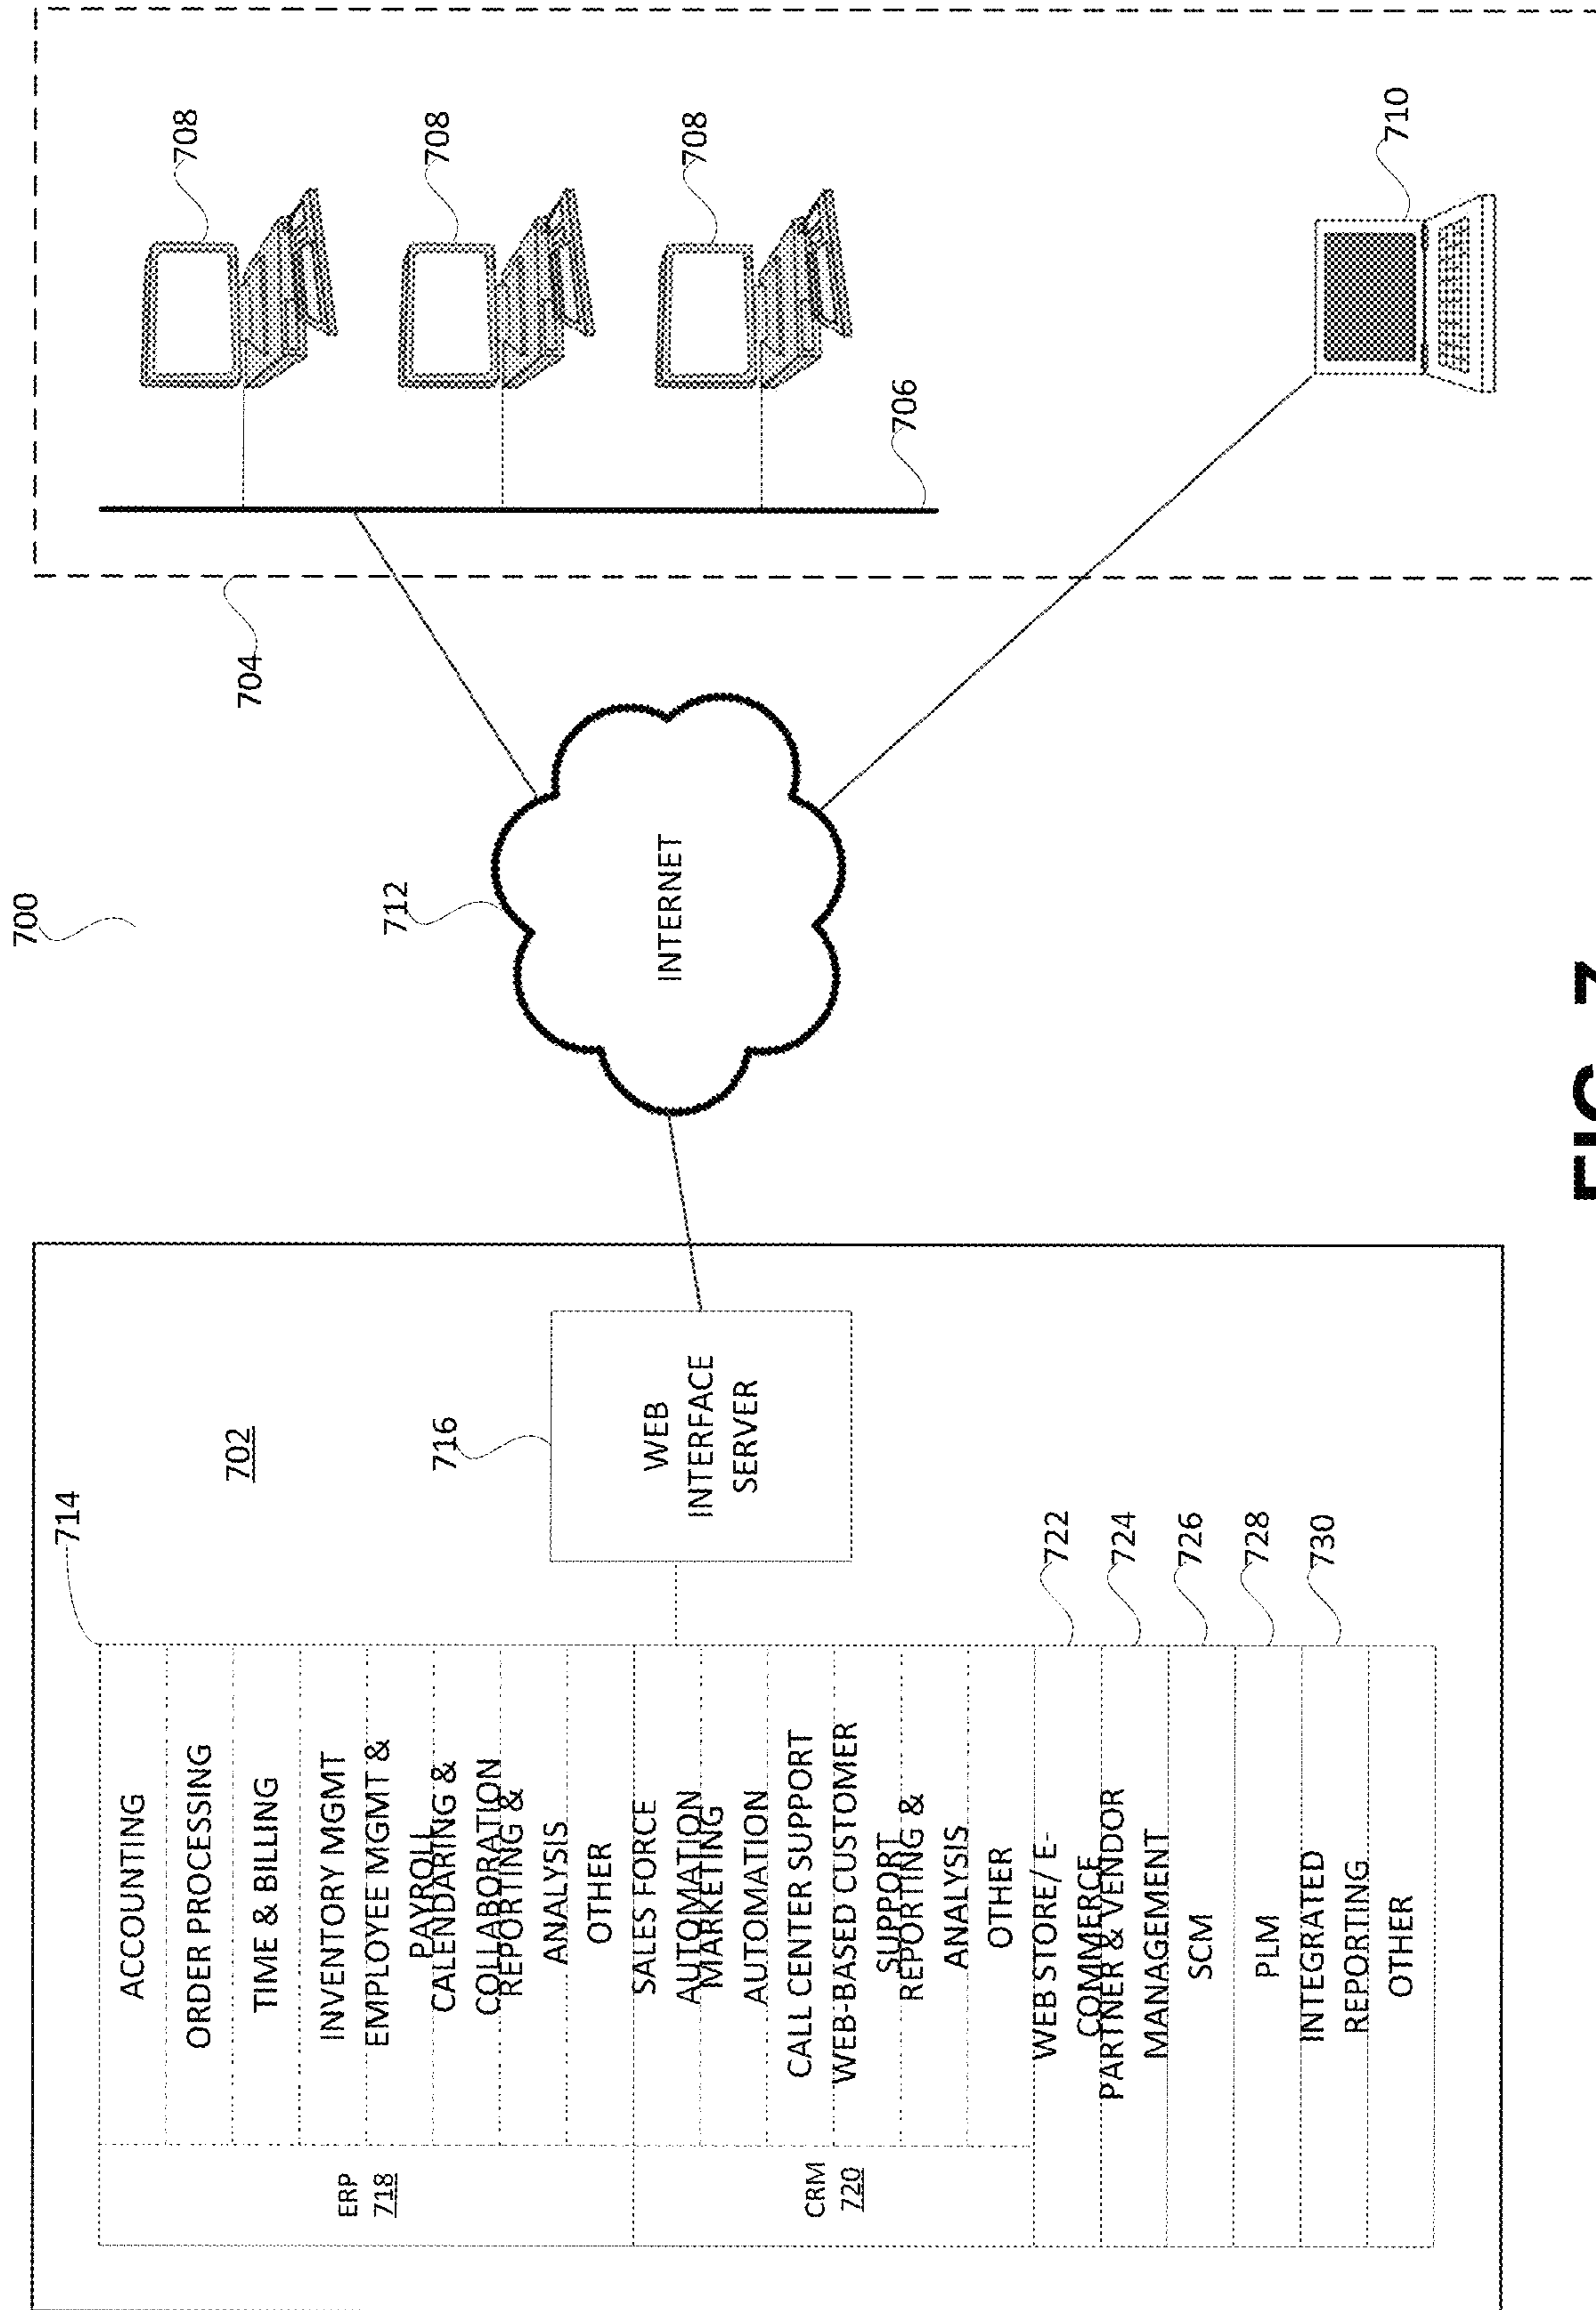 700
702
714
ACCOUNTING
ORDER PROCESSING
TIME & BILLING
INVENTORY MGMT
EMPLOYEE MGMT &
PAYROLL
CALENDARING &
COLLABORATION
REPORTING &
ANALYSIS
OTHER
ERP
718
SALES FORCE
AUTOMATION
MARKETING
AUTOMATION
CALL CENTER SUPPORT
WEB-BASED CUSTOMER
SUPPORT
REPORTING &
ANALYSIS
OTHER
CRM
720
WEB STORE/ E-
COMMERCE
722
PARTNER & VENDOR
MANAGEMENT
724
SCM
726
PLM
728
INTEGRATED
REPORTING
730
OTHER
716
WEB
INTERFACE
SERVER
712
INTERNET
704
708
708
708
706
710
FIG. 7